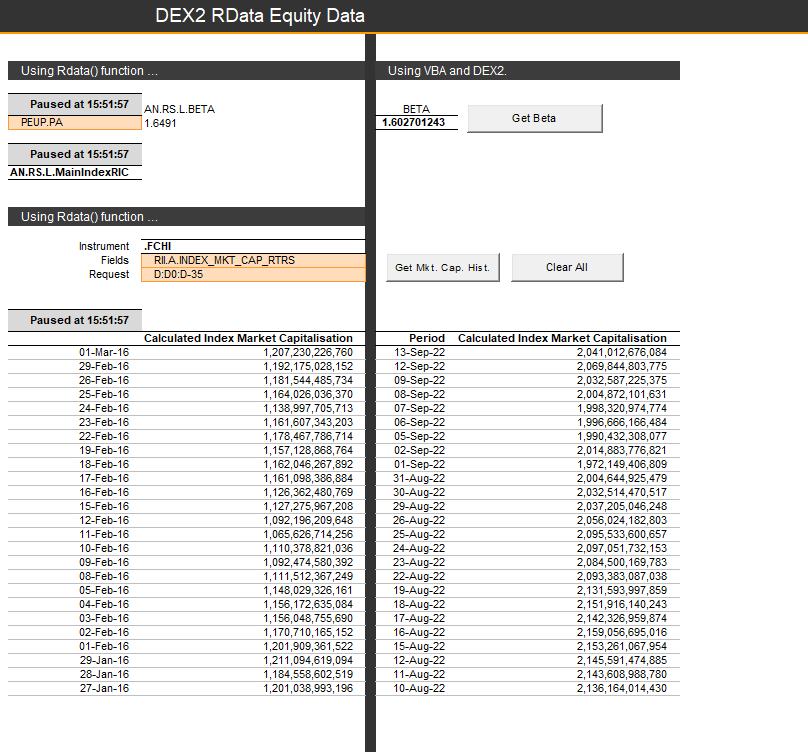 DEX2 RData Equity Data
Using Rdata() function ...
Using VBA and DEX2.
Paused at 15:51:57
AN.RS.L.BETA
BETA
PEUP.PA
1.6491
1.602701243
Get Beta
Paused at 15:51:57
AN.RS.L.MainIndexRIC
Using Rdata() function ...
Instrument .FCHI
Fields RII.A.INDEX_MKT_CAP_RTRS
Request D:D0:D-35
Get Mkt. Cap. Hist.
Clear All
Paused at 15:51:57
Calculated Index Market Capitalisation Period Calculated Index Market Capitalisation
01-Mar-16 1,207,230,226,760 13-Sep-22 2,041,012,676,084
29-Feb-16 1,192,175,028,152 12-Sep-22 2,069,844,803,775
26-Feb-16 1,181,544,485,734 09-Sep-22 2,032,587,225,375
25-Feb-16 1,164,026,036,370 08-Sep-22 2,004,872,101,631
24-Feb-16 1,138,997,705,713 07-Sep-22 1,998,320,974,774
23-Feb-16 1,161,607,343,203 06-Sep-22 1,996,666,166,484
22-Feb-16 1,178,467,786,714 05-Sep-22 1,990,432,308,077
19-Feb-16 1,157,128,868,764 02-Sep-22 2,014,883,776,821
18-Feb-16 1,162,046,267,892 01-Sep-22 1,972,149,406,809
17-Feb-16 1,161,098,386,884 31-Aug-22 2,004,644,925,479
16-Feb-16 1,126,362,480,769 30-Aug-22 2,032,514,470,517
15-Feb-16 1,127,275,967,208 29-Aug-22 2,037,205,046,248
12-Feb-16 1,092,196,209,648 26-Aug-22 2,056,024,182,803
11-Feb-16 1,065,626,714,256 25-Aug-22 2,095,533,600,657
10-Feb-16 1,110,378,821,036 24-Aug-22 2,097,051,732,153
09-Feb-16 1,092,474,580,392 23-Aug-22 2,084,500,169,783
08-Feb-16 1,111,512,367,249 22-Aug-22 2,093,383,087,038
05-Feb-16 1,148,029,326,161 19-Aug-22 2,131,593,997,859
04-Feb-16 1,156,172,635,084 18-Aug-22 2,151,916,140,243
03-Feb-16 1,156,048,755,690 17-Aug-22 2,142,326,959,874
02-Feb-16 1,170,710,165,152 16-Aug-22 2,159,056,695,016
01-Feb-16 1,201,909,361,522 15-Aug-22 2,153,261,067,954
29-Jan-16 1,211,094,619,094 12-Aug-22 2,145,591,474,885
28-Jan-16 1,184,558,602,519 11-Aug-22 2,143,608,988,780
27-Jan-16 1,201,038,993,196 10-Aug-22 2,136,164,014,430